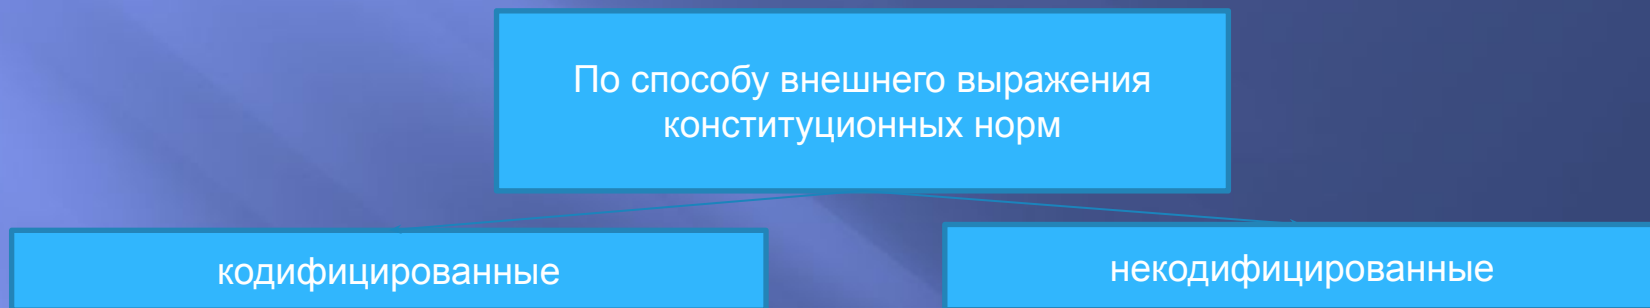 По способу внешнего выражения
конституционных норм
кодифицированные
некодифицированные